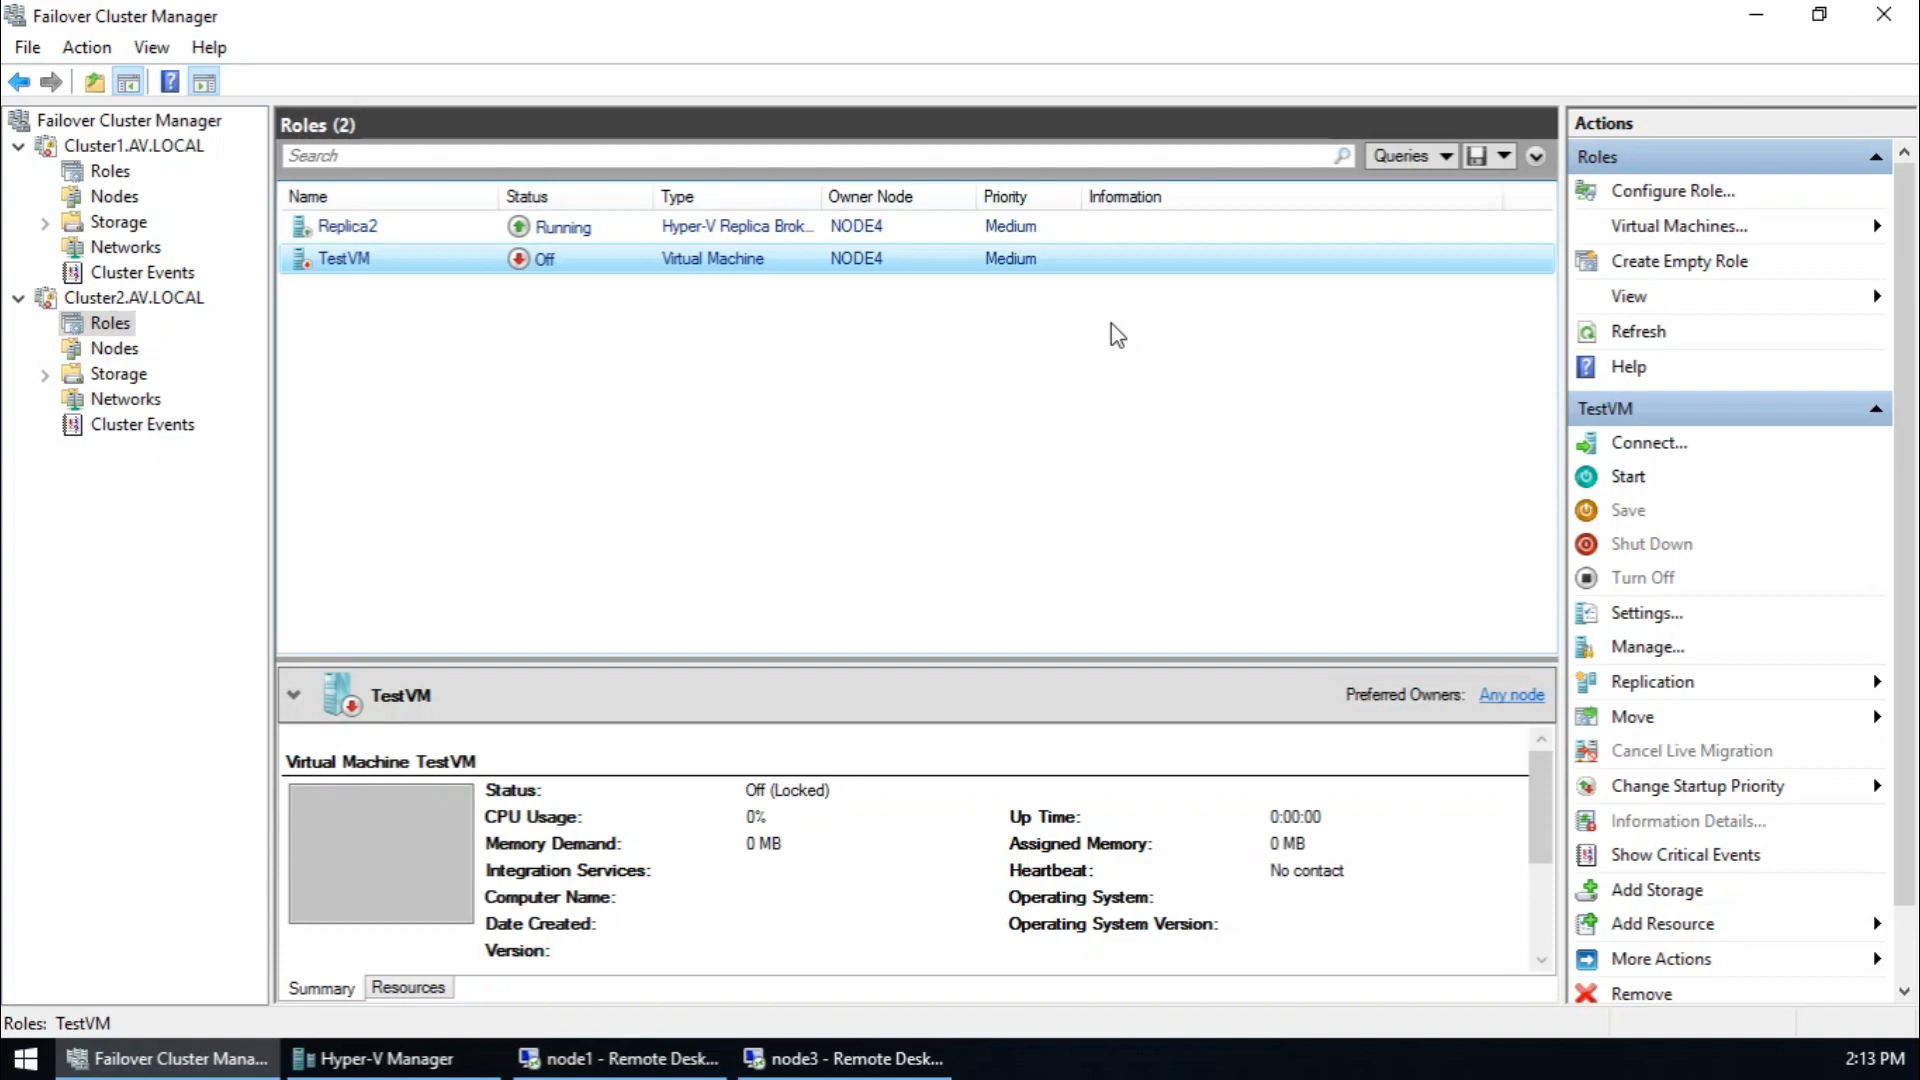 Failover Cluster Manager
File Action View Help
Failover Cluster Manager
Cluster1.AV.LOCAL
Roles
Nodes
Storage
Networks
Cluster Events
Cluster2.AV.LOCAL
Roles
Nodes
Storage
Networks
Cluster Events
Roles (2)
Search
Queries
Name Status Type Owner Node Priority Information
Replica2 Running Hyper-V Replica Brok... NODE4 Medium
TestVM Off Virtual Machine NODE4 Medium
TestVM
Preferred Owners: Any node
Virtual Machine TestVM
Status: Off (Locked)
CPU Usage: 0% Up Time: 0:00:00
Memory Demand: 0 MB Assigned Memory: 0 MB
Integration Services: Heartbeat: No contact
Computer Name: Operating System:
Date Created: Operating System Version:
Version:
Summary Resources
Actions
Roles
Configure Role...
Virtual Machines...
Create Empty Role
View
Refresh
Help
TestVM
Connect...
Start
Save
Shut Down
Turn Off
Settings...
Manage...
Replication
Move
Cancel Live Migration
Change Startup Priority
Information Details...
Show Critical Events
Add Storage
Add Resource
More Actions
Remove
Roles: TestVM
Failover Cluster Mana... Hyper-V Manager node1 - Remote Desk... node3 - Remote Desk... 2:13 PM